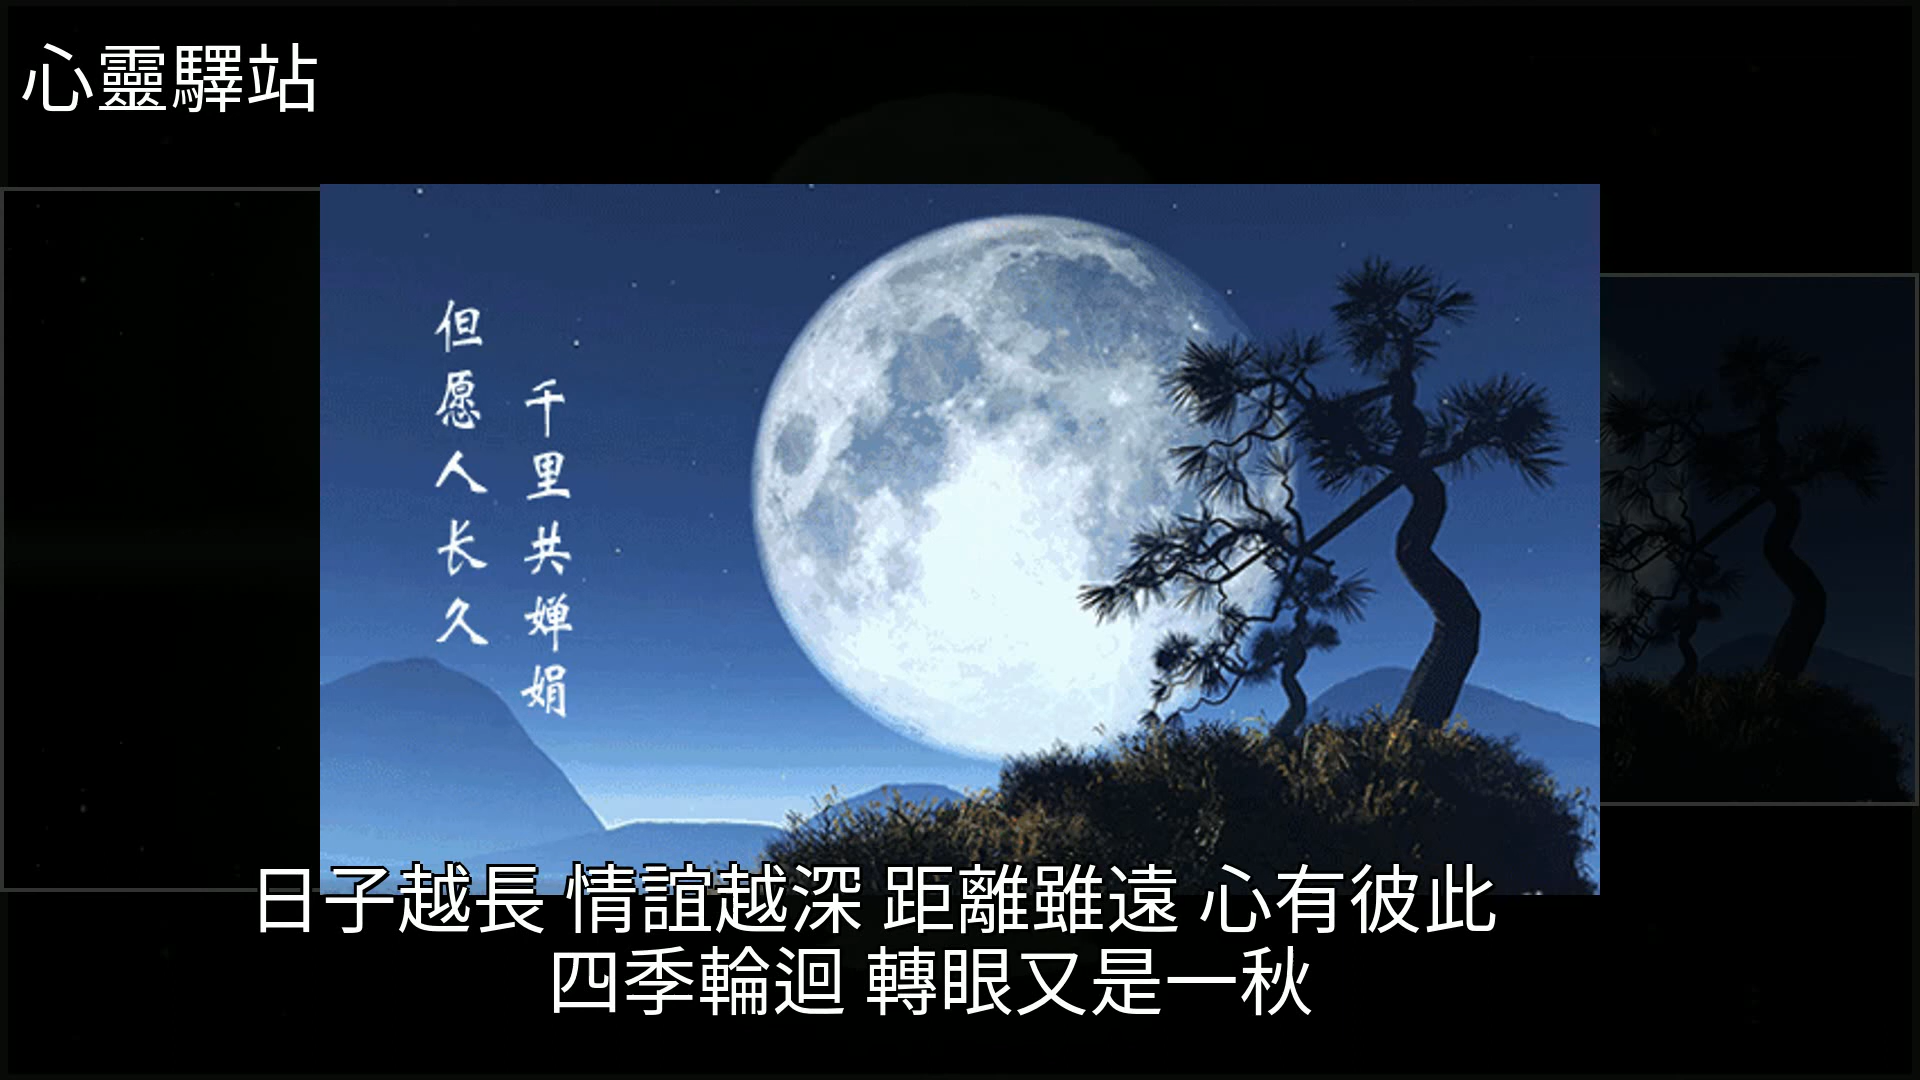 心靈驛站
但愿人长久
千里共婵娟
日子越長 情誼越深 距離雖遠 心有彼此
四季輪迴 轉眼又是一秋